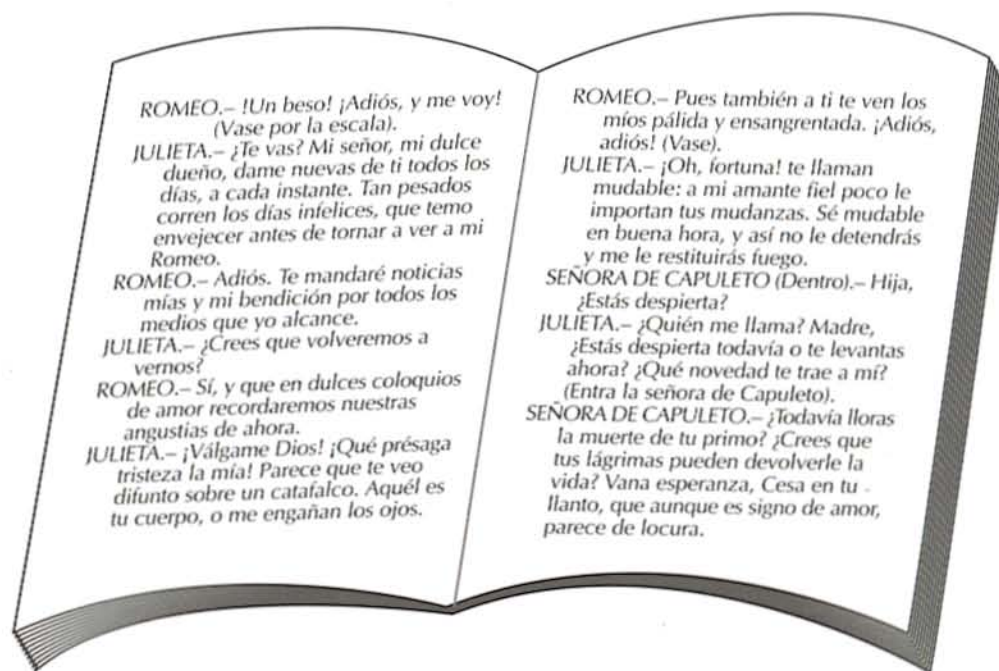 ROMEO.– !Un beso! ¡Adiós, y me voy!
(Vase por la escala).
JULIETA.– ¿Te vas? Mi señor, mi dulce
dueño, dame nuevas de ti todos los
días, a cada instante. Tan pesados
corren los días infelices, que temo
envejecer antes de tornar a ver a mi
Romeo.
ROMEO.– Adiós. Te mandaré noticias
mías y mi bendición por todos los
medios que yo alcance.
JULIETA.– ¿Crees que volveremos a
vernos?
ROMEO.– Sí, y que en dulces coloquios
de amor recordaremos nuestras
angustias de ahora.
JULIETA.– ¡Válgame Dios! ¡Qué présaga
tristeza la mía! Parece que te veo
difunto sobre un catafalco. Aquél es
tu cuerpo, o me engañan los ojos.
ROMEO.– Pues también a ti te ven los
míos pálida y ensangrentada. ¡Adiós,
adiós! (Vase).
JULIETA.– ¡Oh, fortuna! te llaman
mudable: a mi amante fiel poco le
importan tus mudanzas. Sé mudable
en buena hora, y así no le detendrás
y me le restituirás fuego.
SEÑORA DE CAPULETO (Dentro).– Hija,
¿Estás despierta?
JULIETA.– ¿Quién me llama? Madre,
¿Estás despierta todavía o te levantas
ahora? ¿Qué novedad te trae a mí?
(Entra la señora de Capuleto).
SEÑORA DE CAPULETO.– ¿Todavía lloras
la muerte de tu primo? ¿Crees que
tus lágrimas pueden devolverle la
vida? Vana esperanza, Cesa en tu
llanto, que aunque es signo de amor,
parece de locura.